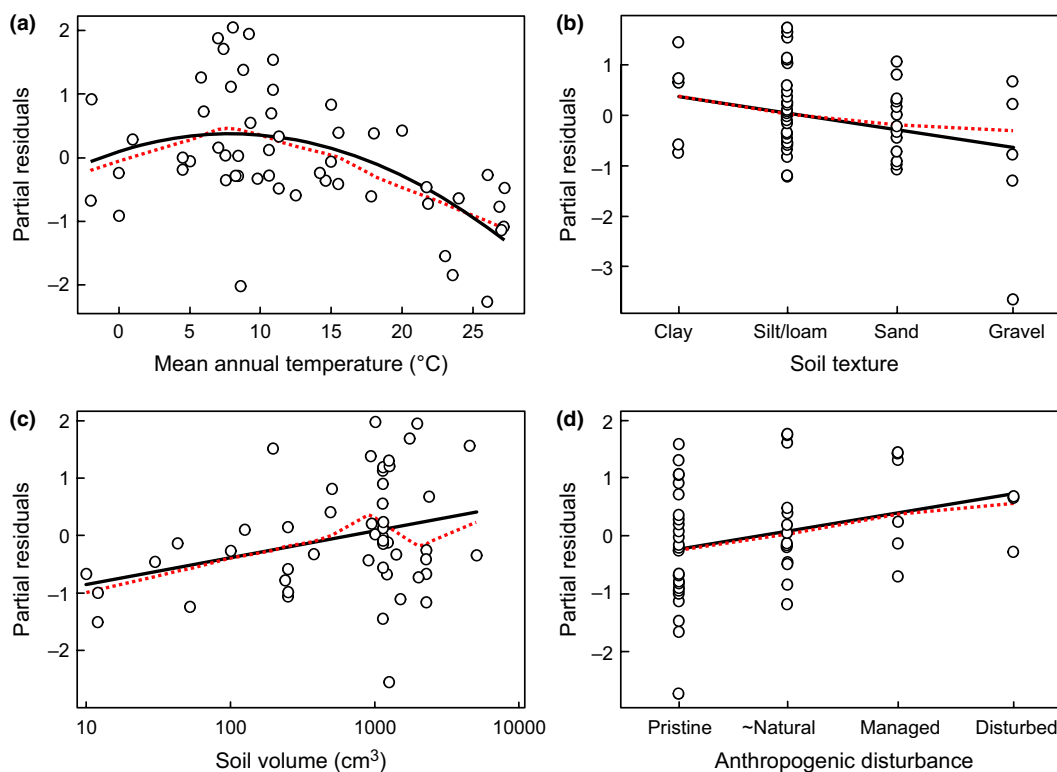 (a)
2
1
0
−1
−2
Partial residuals
0 5 10 15 20 25
Mean annual temperature (°C)
(b)
1
0
−1
−2
−3
Partial residuals
Clay Silt/loam Sand Gravel
Soil texture
(c)
2
1
0
−1
−2
Partial residuals
10 100 1000 10000
Soil volume (cm³)
(d)
2
1
0
−1
−2
Partial residuals
Pristine ~Natural Managed Disturbed
Anthropogenic disturbance